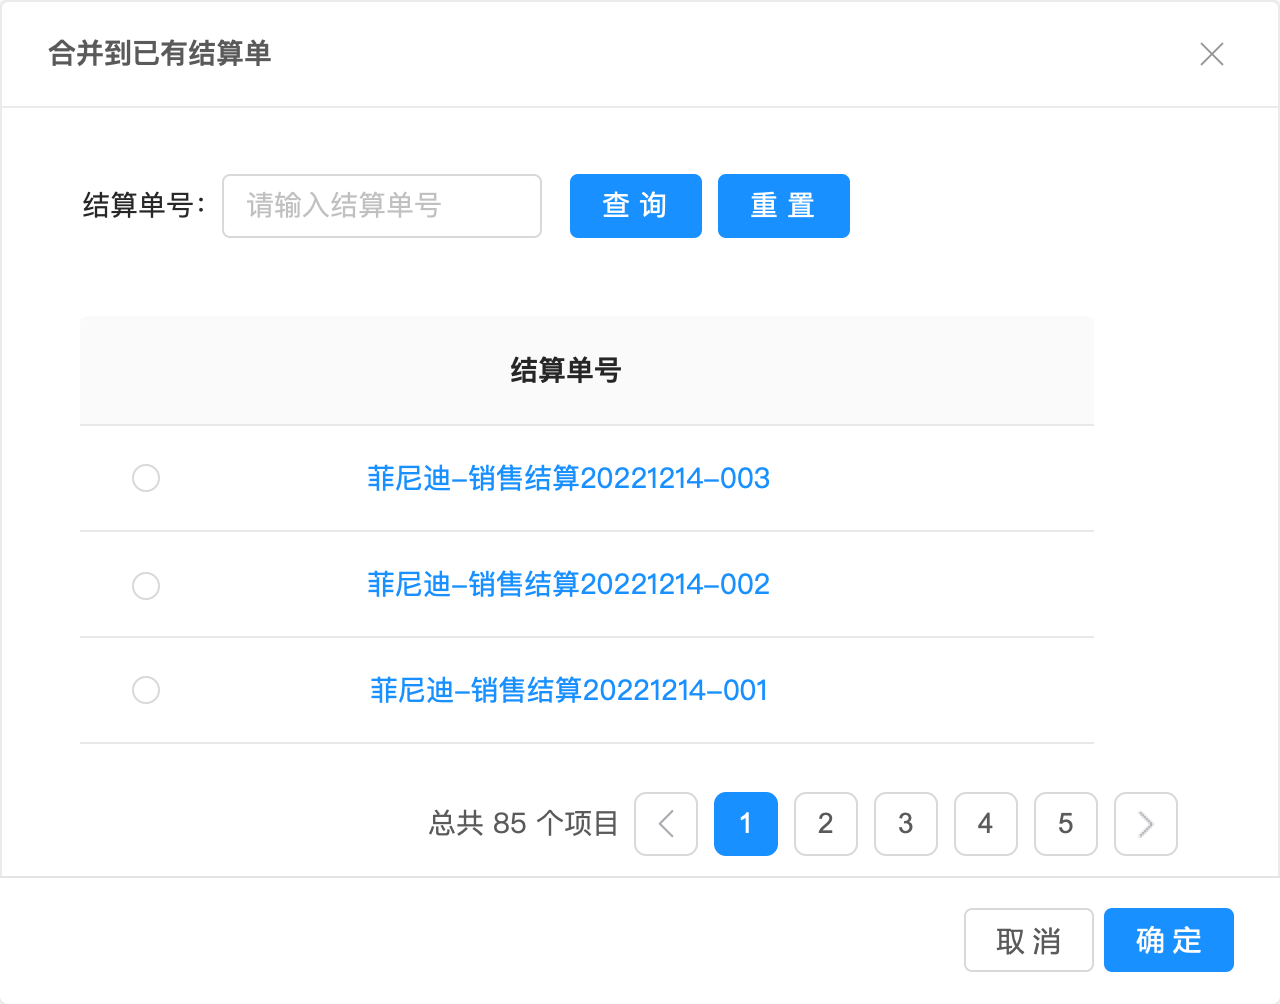 合并到已有结算单
结算单号： 请输入结算单号 查 询 重 置
结算单号
菲尼迪-销售结算20221214-003
菲尼迪-销售结算20221214-002
菲尼迪-销售结算20221214-001
总共 85 个项目 1 2 3 4 5
取 消 确 定